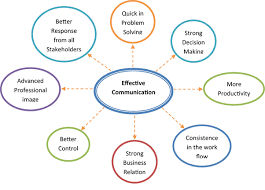 Quick in
Problem
Solving
Better
Response
from all
Stakeholders
Strong
Decision
Making
Advanced
Professional
Image
Effective
Communication
More
Productivity
Better
Control
Strong
Business
Relation
Consistence
in the work
flow